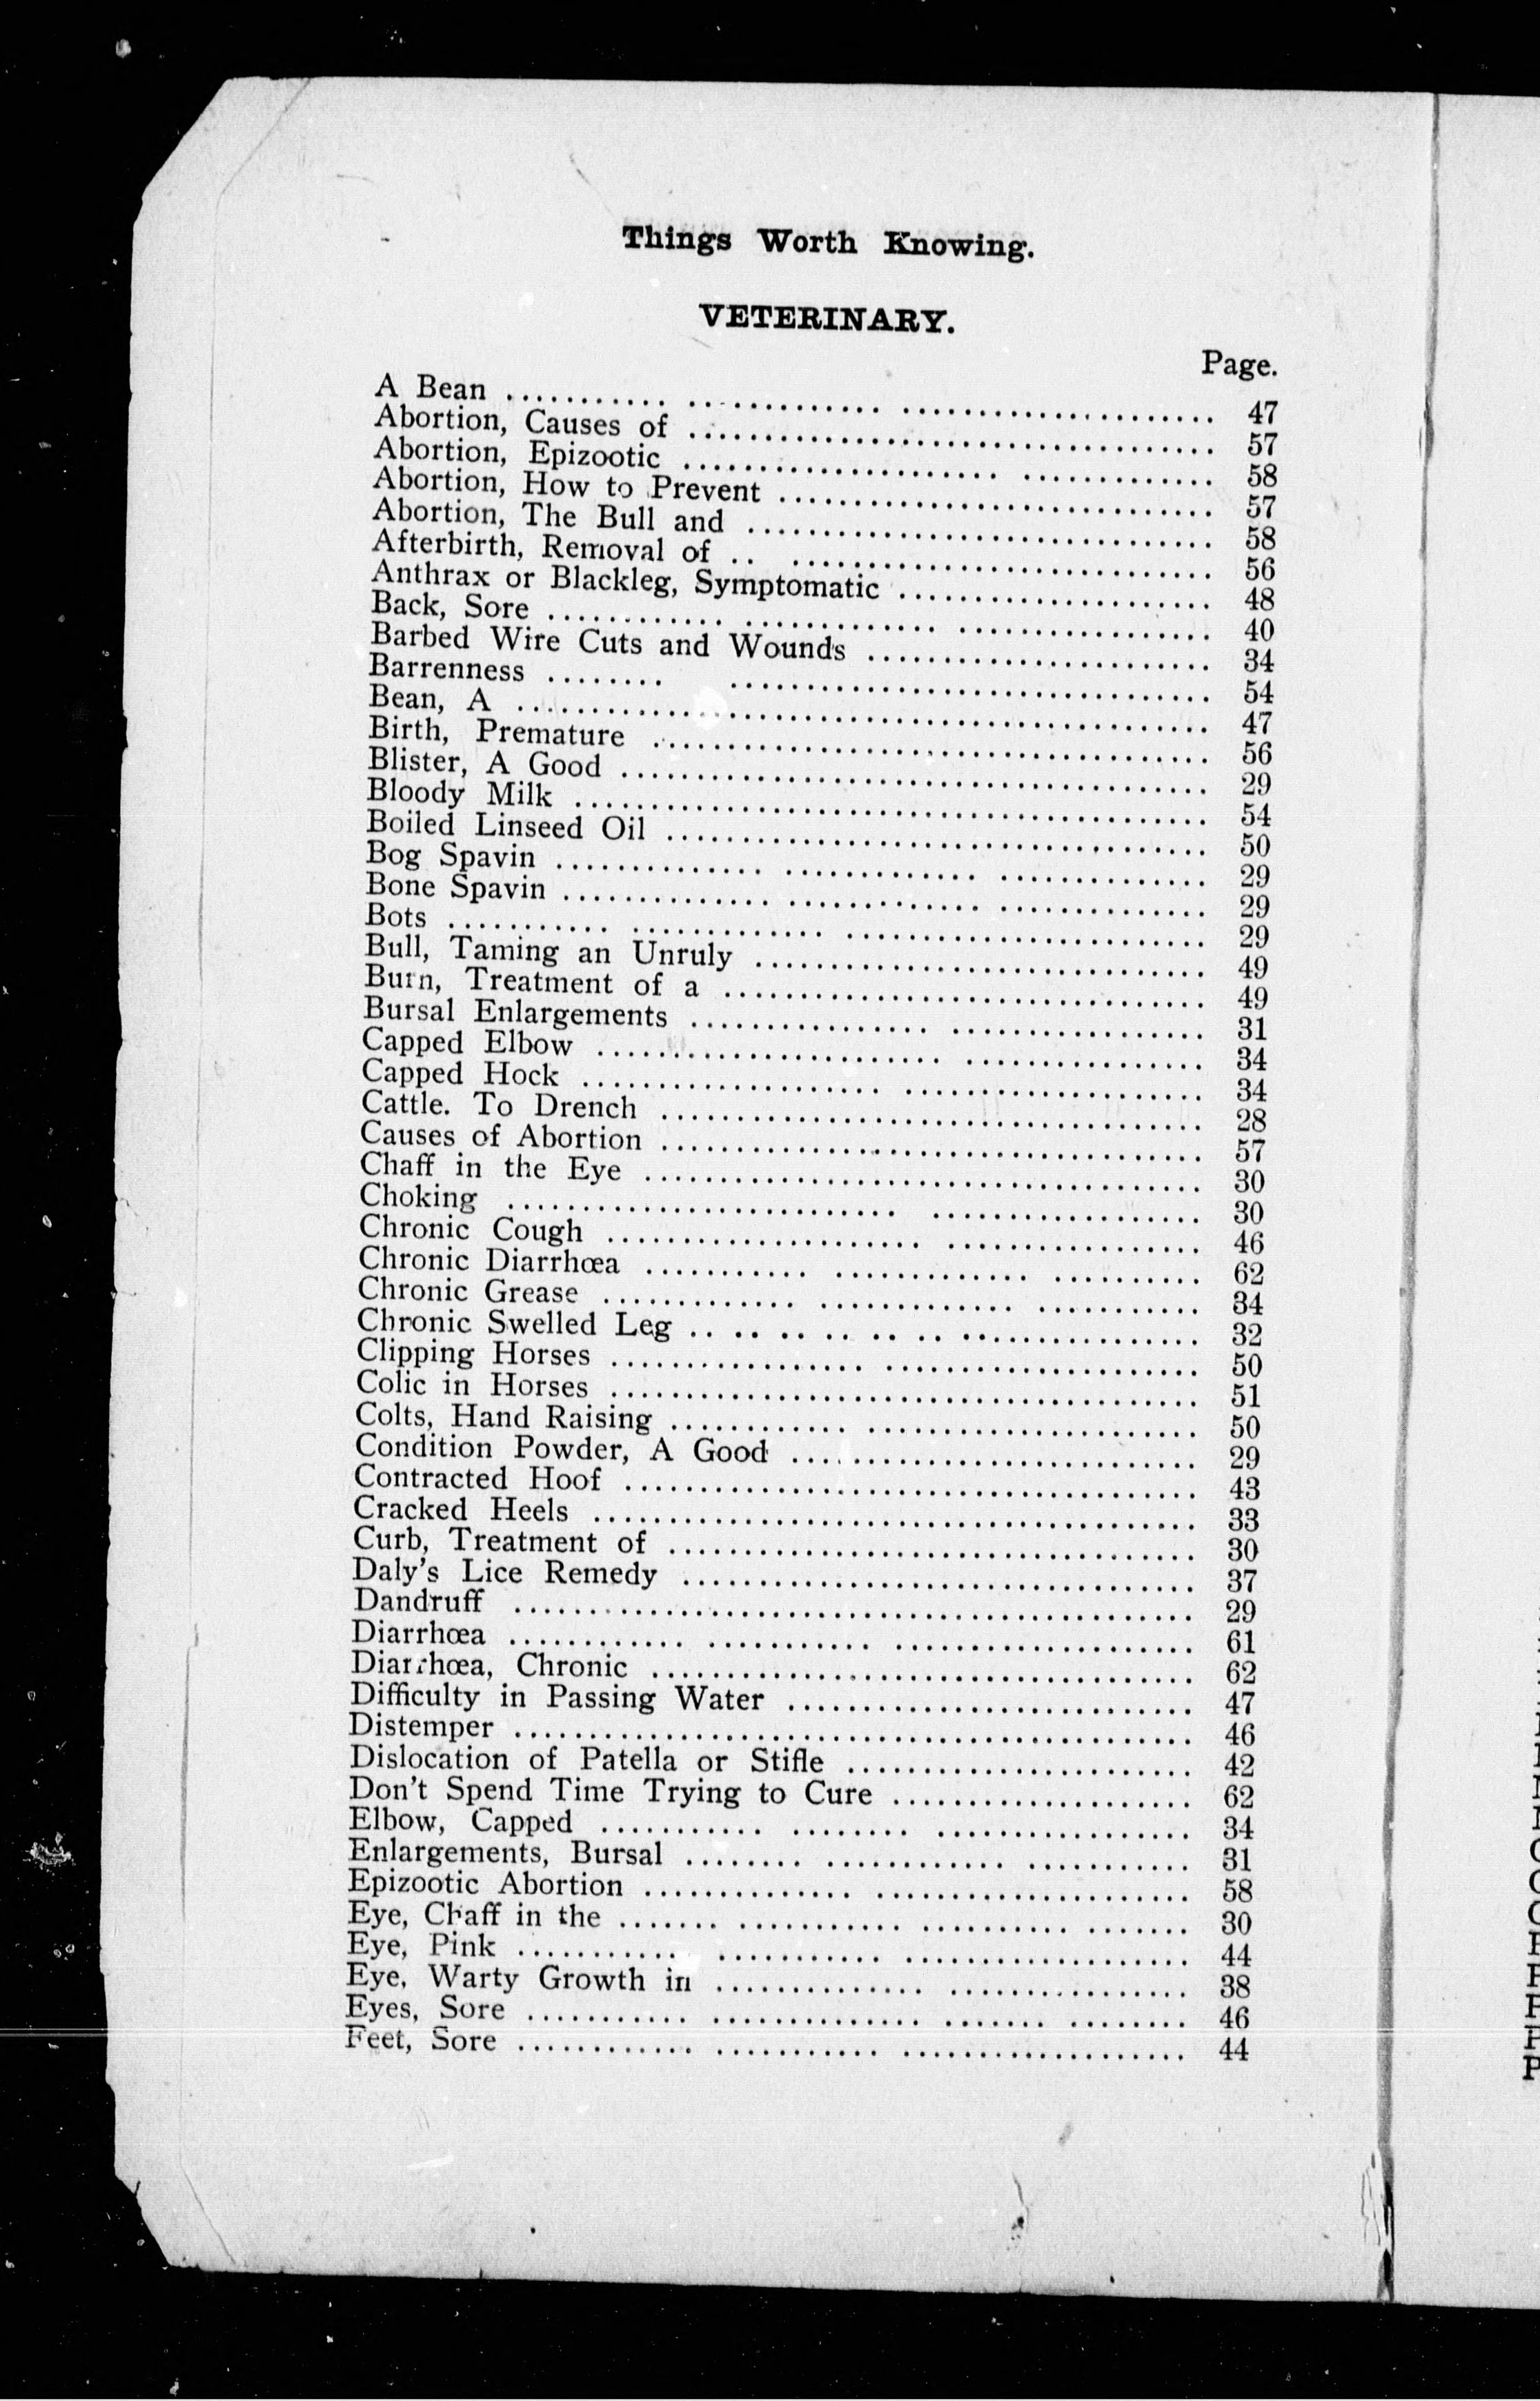 Things Worth Knowing.
VETERINARY.
Page.
A Bean ........... ............. ..................... 47
Abortion, Causes of ................................... 57
Abortion, Epizootic ..................... ............. 58
Abortion, How to Prevent ............................. 57
Abortion, The Bull and ............................... 58
Afterbirth, Removal of .. ............................ 56
Anthrax or Blackleg, Symptomatic ..................... 48
Back, Sore ............ ............. ................. 40
Barbed Wire Cuts and Wounds ....................... 34
Barrenness ........ ................................ 54
Bean, A .............................................. 47
Birth, Premature ..................................... 56
Blister, A Good ....................................... 29
Bloody Milk .......................................... 54
Boiled Linseed Oil .................................... 50
Bog Spavin .............. ............. .............. 29
Bone Spavin .............. ............. .............. 29
Bots ........... ............. ........................ 29
Bull, Taming an Unruly .............................. 49
Burn, Treatment of a ................................ 49
Bursal Enlargements ................ ................. 31
Capped Elbow ....................... ................ 34
Capped Hock .................... .................... 34
Cattle. To Drench .................................... 28
Causes of Abortion .................................... 57
Chaff in the Eye ..................................... 30
Choking .......................... .................. 30
Chronic Cough ..................... ................. 46
Chronic Diarrhœa ........... ............. .......... 62
Chronic Grease ............. ............. ........... 34
Chronic Swelled Leg .. .. .. .. .. .. ................ 32
Clipping Horses ................. ..................... 50
Colic in Horses ....................................... 51
Colts, Hand Raising ............ ...................... 50
Condition Powder, A Good ........................... 29
Contracted Hoof ...................................... 43
Cracked Heels ........................................ 33
Curb, Treatment of ................................... 30
Daly's Lice Remedy .................................. 37
Dandruff ............................................. 29
Diarrhœa ............ ........... .................... 61
Diarrhœa, Chronic .................................... 62
Difficulty in Passing Water ........................... 47
Distemper ............................................. 46
Dislocation of Patella or Stifle ....................... 42
Don't Spend Time Trying to Cure .................... 62
Elbow, Capped ........... ........ ................. 34
Enlargements, Bursal ........ .............. ........... 31
Epizootic Abortion .............. ..................... 58
Eye, Chaff in the ....... ........... .......... ....... 30
Eye, Pink ........... ........... ................... 44
Eye, Warty Growth in .............. ................ 38
Eyes, Sore ........... .............. ....... ........ 46
Feet, Sore ............ ........... ................... 44